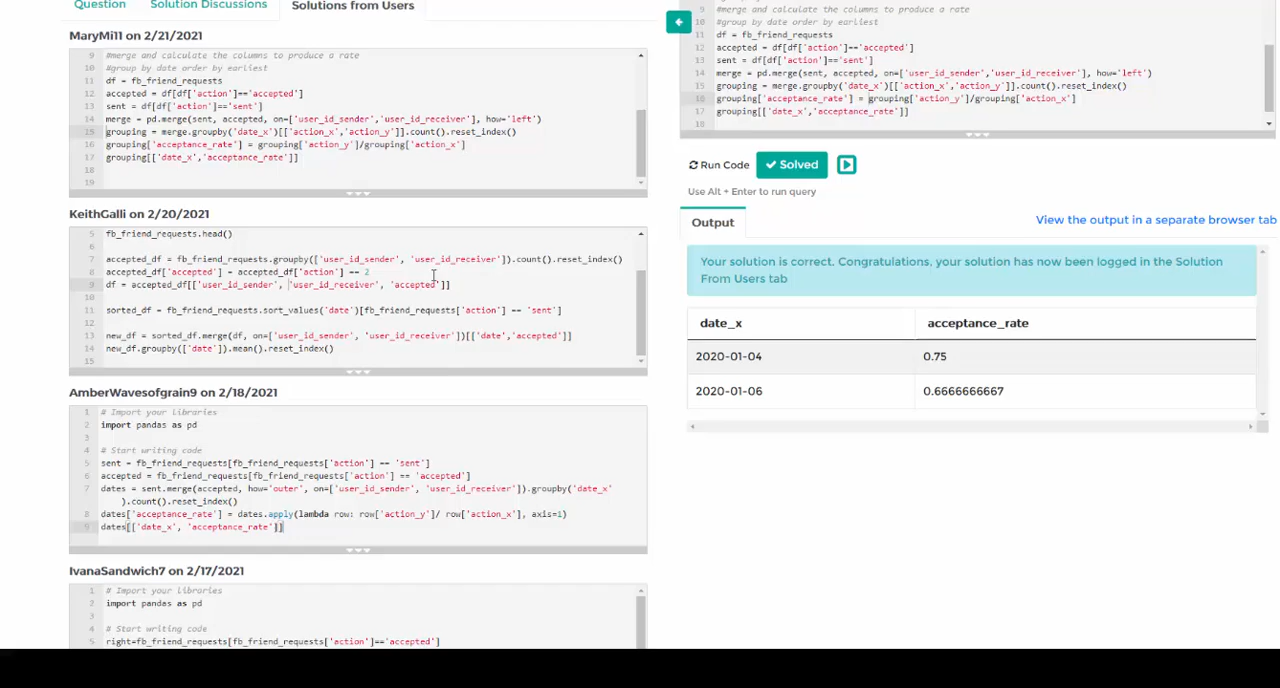 Question Solution Discussions Solutions from Users
MaryMi11 on 2/21/2021
9 #merge and calculate the columns to produce a rate
10 #group by date order by earliest
11 df = fb_friend_requests
12 accepted = df[df['action']=='accepted']
13 sent = df[df['action']=='sent']
14 merge = pd.merge(sent, accepted, on=['user_id_sender','user_id_receiver'], how='left')
15 grouping = merge.groupby('date_x')[['action_x','action_y']].count().reset_index()
16 grouping['acceptance_rate'] = grouping['action_y']/grouping['action_x']
17 grouping[['date_x','acceptance_rate']]
18
19
KeithGalli on 2/20/2021
5 fb_friend_requests.head()
6
7 accepted_df = fb_friend_requests.groupby(['user_id_sender', 'user_id_receiver']).count().reset_index()
8 accepted_df['accepted'] = accepted_df['action'] == 2
9 df = accepted_df[['user_id_sender', 'user_id_receiver', 'accepted']]
10
11 sorted_df = fb_friend_requests.sort_values('date')[fb_friend_requests['action'] == 'sent']
12
13 new_df = sorted_df.merge(df, on=['user_id_sender', 'user_id_receiver'])[['date','accepted']]
14 new_df.groupby(['date']).mean().reset_index()
15
AmberWavesofgrain9 on 2/18/2021
1 # Import your libraries
2 import pandas as pd
3
4 # Start writing code
5 sent = fb_friend_requests[fb_friend_requests['action'] == 'sent']
6 accepted = fb_friend_requests[fb_friend_requests['action'] == 'accepted']
7 dates = sent.merge(accepted, how='outer', on=['user_id_sender', 'user_id_receiver']).groupby('date_x'
).count().reset_index()
8 dates['acceptance_rate'] = dates.apply(lambda row: row['action_y']/ row['action_x'], axis=1)
9 dates[['date_x', 'acceptance_rate']]
IvanaSandwich7 on 2/17/2021
1 # Import your libraries
2 import pandas as pd
3
4 # Start writing code
5 right=fb_friend_requests[fb_friend_requests['action']=='accepted']
9 #merge and calculate the columns to produce a rate
10 #group by date order by earliest
11 df = fb_friend_requests
12 accepted = df[df['action']=='accepted']
13 sent = df[df['action']=='sent']
14 merge = pd.merge(sent, accepted, on=['user_id_sender','user_id_receiver'], how='left')
15 grouping = merge.groupby('date_x')[['action_x','action_y']].count().reset_index()
16 grouping['acceptance_rate'] = grouping['action_y']/grouping['action_x']
17 grouping[['date_x','acceptance_rate']]
18
Run Code Solved
Use Alt + Enter to run query
Output View the output in a separate browser tab
Your solution is correct. Congratulations, your solution has now been logged in the Solution
From Users tab
date_x acceptance_rate
2020-01-04 0.75
2020-01-06 0.6666666667